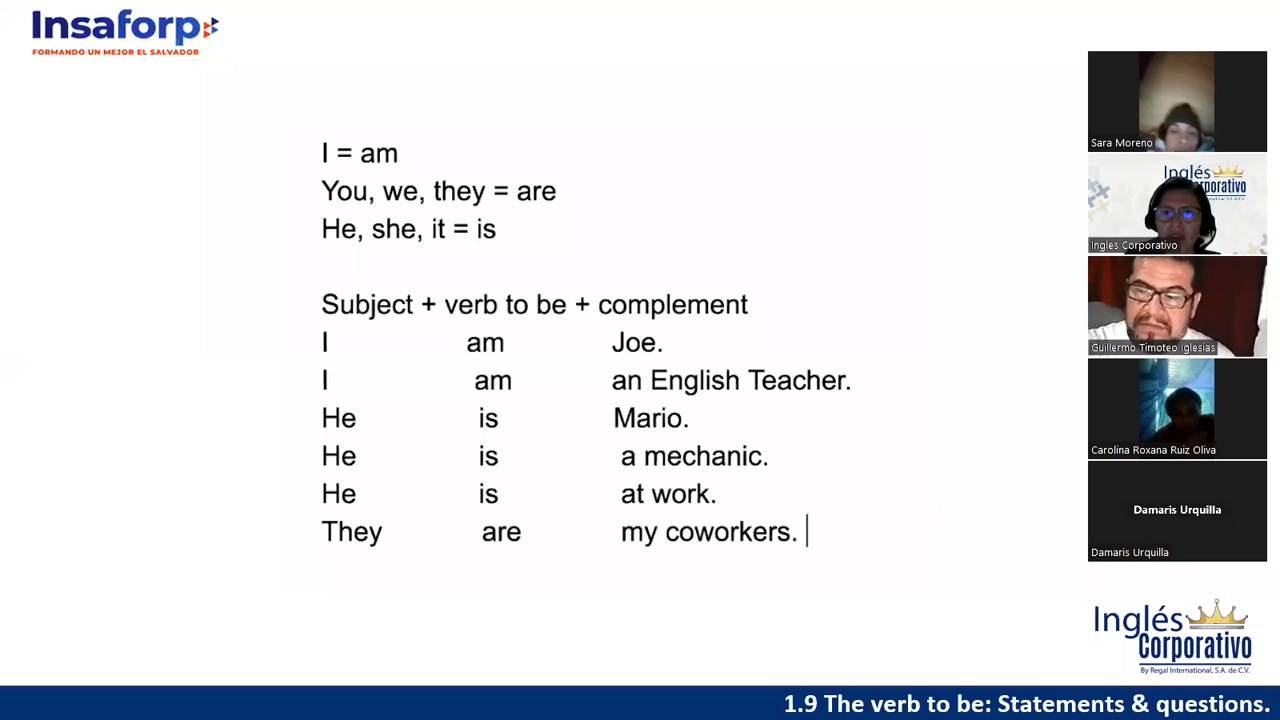 Insaforp
FORMANDO UN MEJOR EL SALVADOR
I = am
You, we, they = are
He, she, it = is
Subject + verb to be + complement
I am Joe.
I am an English Teacher.
He is Mario.
He is a mechanic.
He is at work.
They are my coworkers.
Sara Moreno
Inglés
Corporativo
Ingles Corporativo
Guillermo Timoteo Iglesias
Carolina Roxana Ruiz Oliva
Damaris Urquilla
Damaris Urquilla
Inglés
Corporativo
By Regal International, S.A. de C.V.
1.9 The verb to be: Statements & questions.